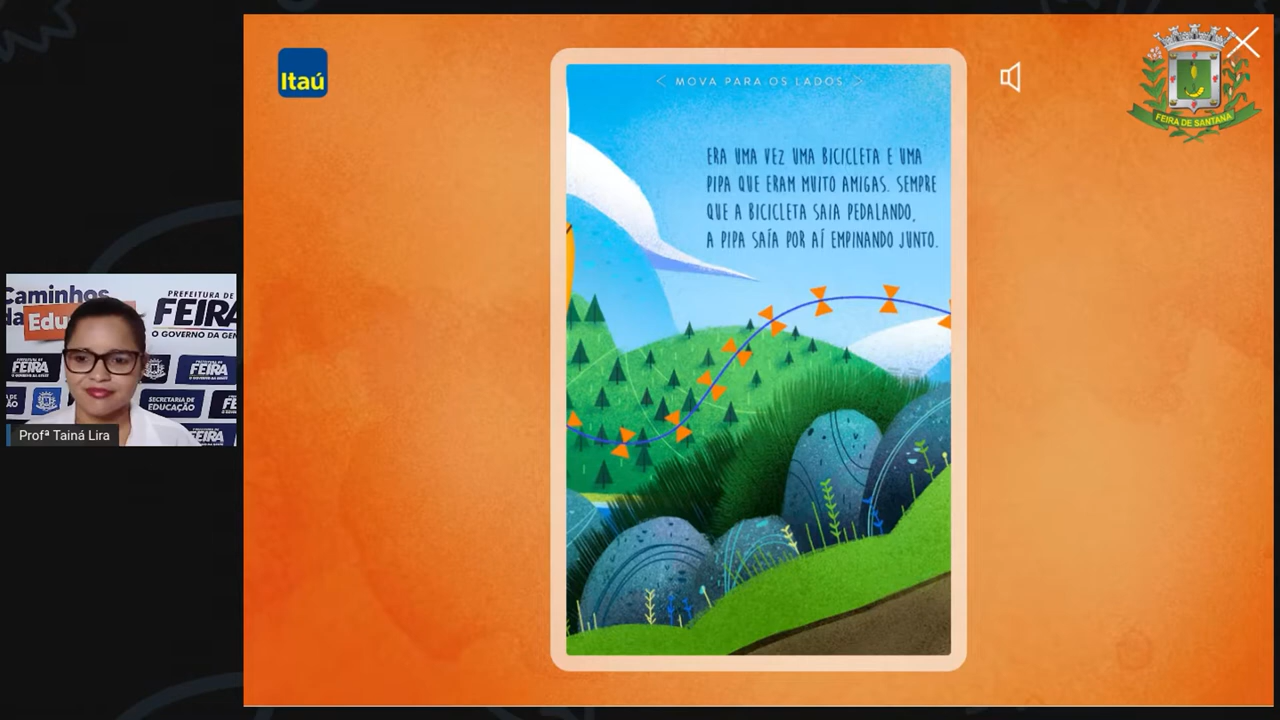 Itaú
< MOVA PARA OS LADOS >
ERA UMA VEZ UMA BICICLETA E UMA
PIPA QUE ERAM MUITO AMIGAS. SEMPRE
QUE A BICICLETA SAIA PEDALANDO,
A PIPA SAÍA POR AÍ EMPINANDO JUNTO.
FEIRA DE SANTANA
Caminhos
da Edu
PREFEITURA DE
FEIRA
O GOVERNO DA GEN
FEIRA
FEIRA
SECRETARIA DE
EDUCAÇÃO
FEIRA
Profª Tainá Lira